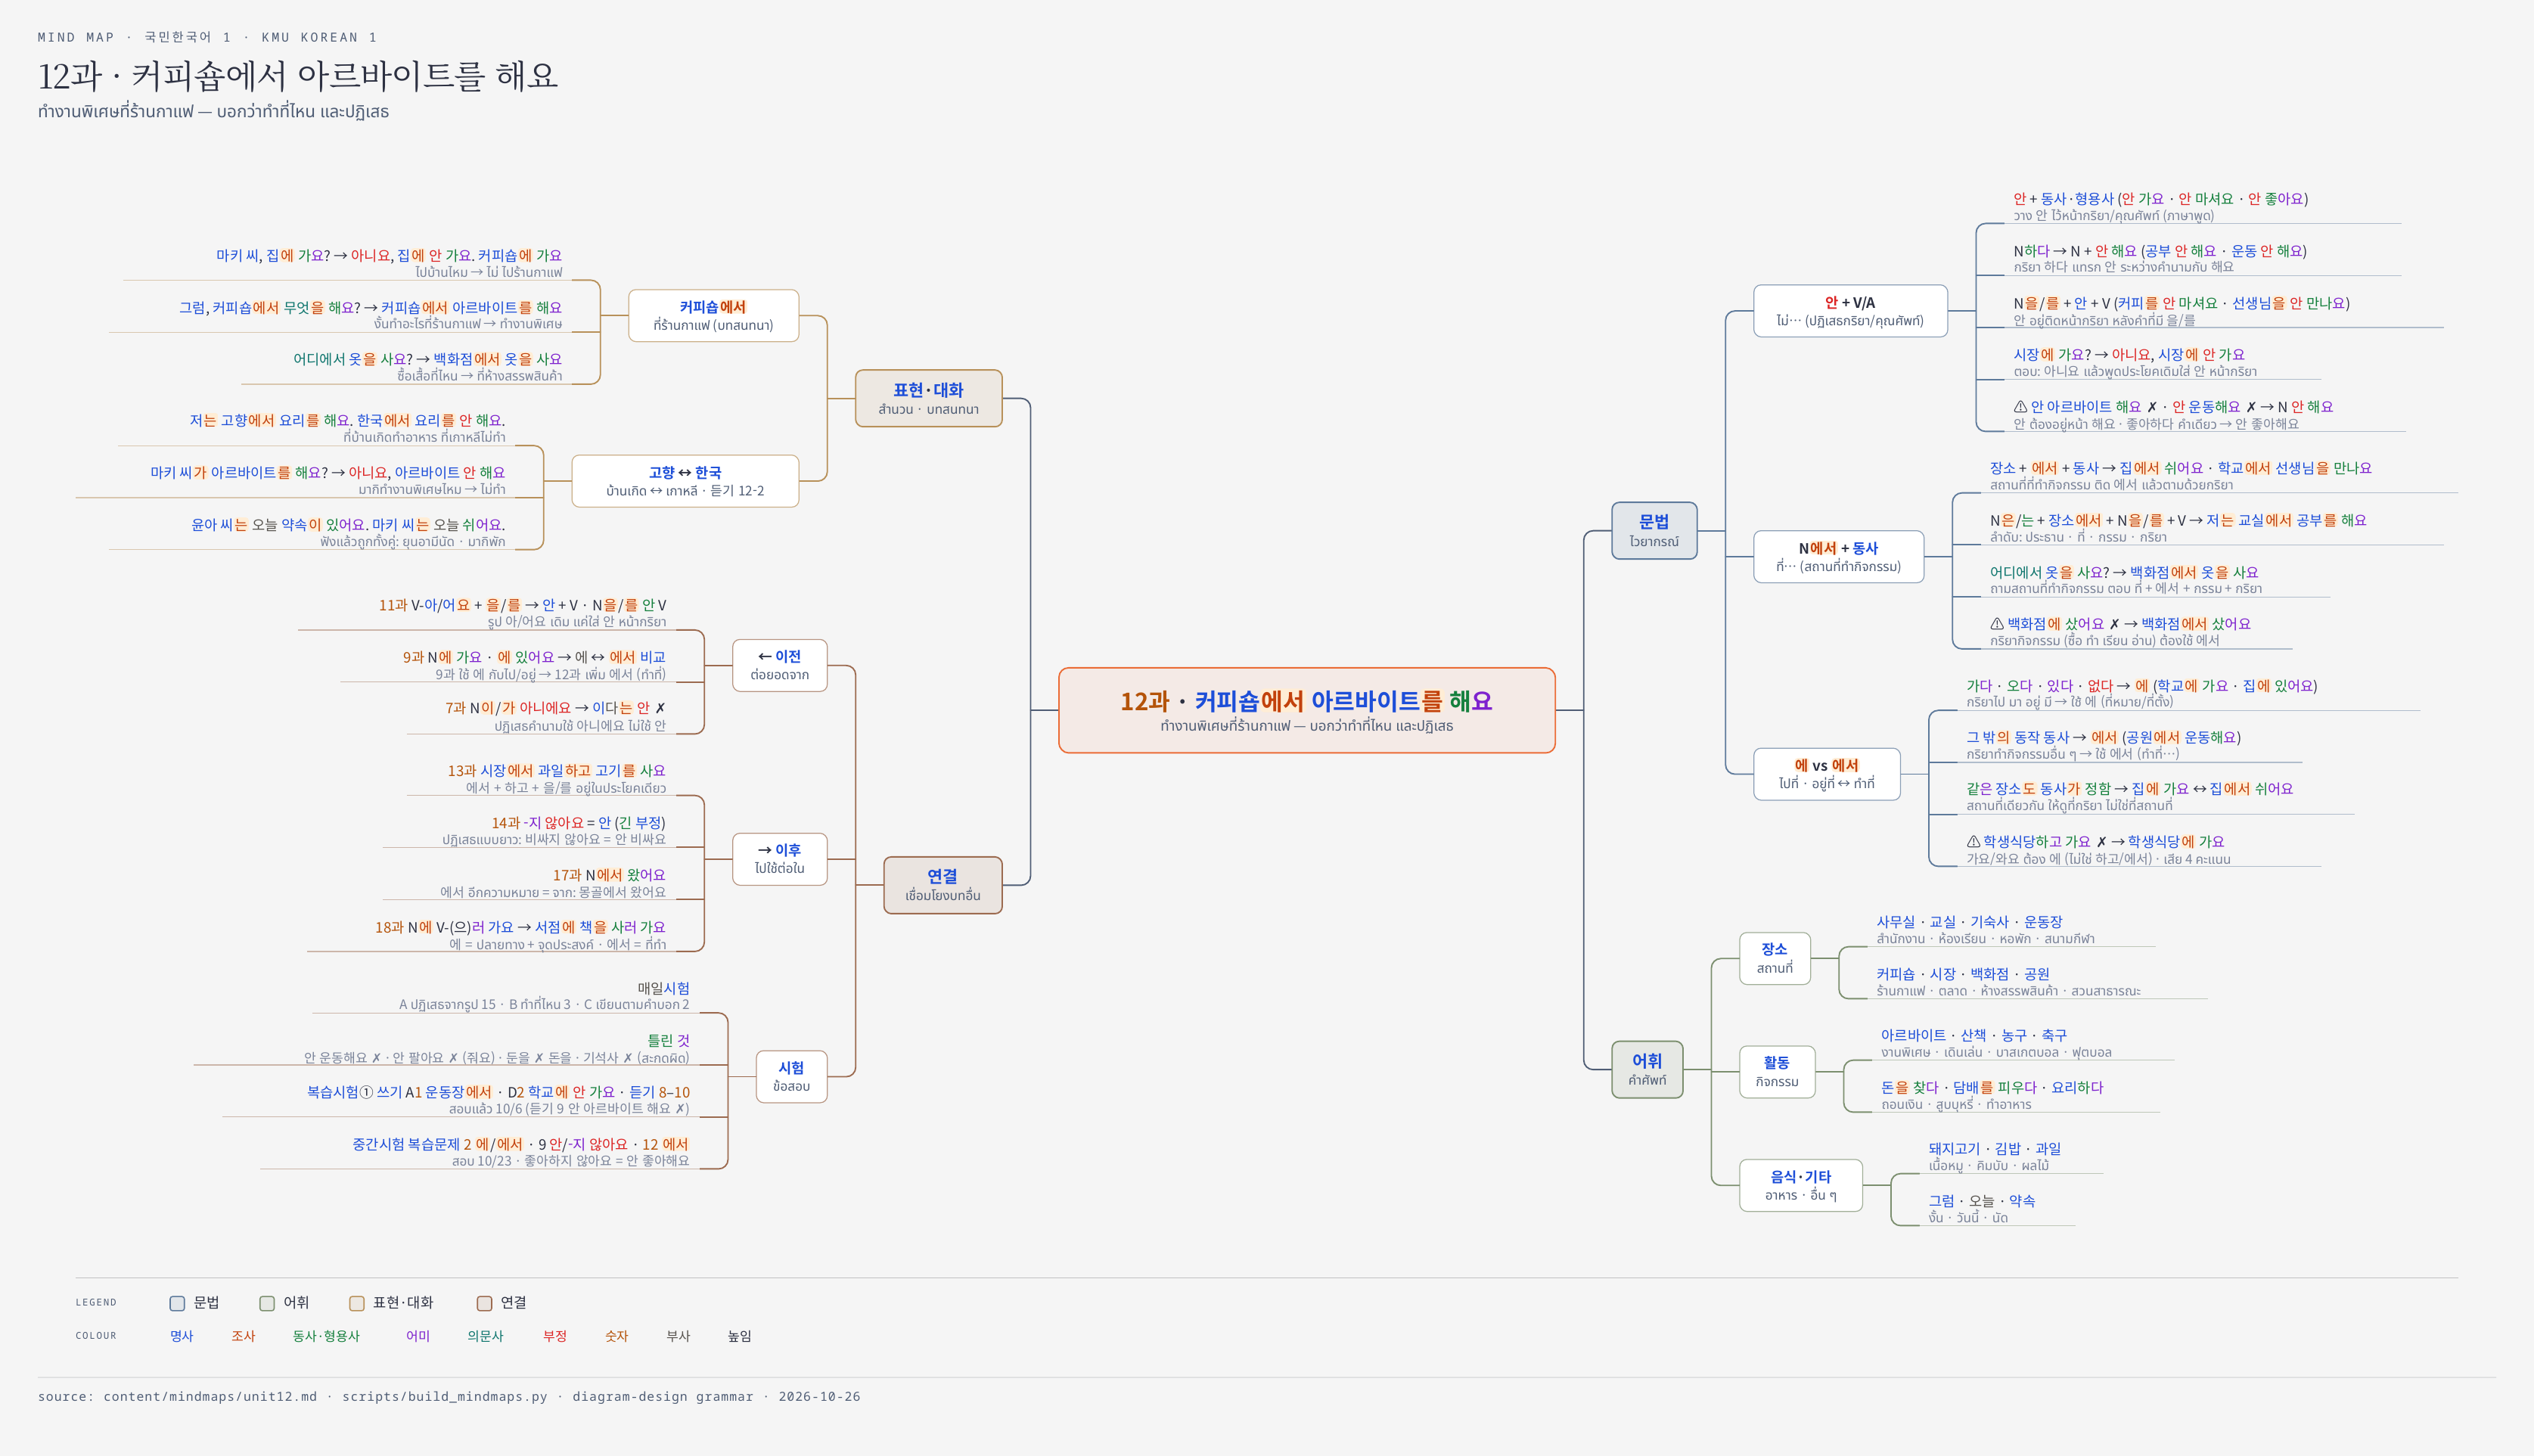 MIND MAP · 국민한국어 1 · KMU KOREAN 1
12과 · 커피숍에서 아르바이트를 해요
ทำงานพิเศษที่ร้านกาแฟ — บอกว่าทำที่ไหน และปฏิเสธ
마키 씨, 집에 가요? → 아니요, 집에 안 가요. 커피숍에 가요
ไปบ้านไหม → ไม่ ไปร้านกาแฟ
그럼, 커피숍에서 무엇을 해요? → 커피숍에서 아르바이트를 해요
งั้นทำอะไรที่ร้านกาแฟ → ทำงานพิเศษ
어디에서 옷을 사요? → 백화점에서 옷을 사요
ซื้อเสื้อที่ไหน → ที่ห้างสรรพสินค้า
커피숍에서
ที่ร้านกาแฟ (บทสนทนา)
저는 고향에서 요리를 해요. 한국에서 요리를 안 해요.
ที่บ้านเกิดทำอาหาร ที่เกาหลีไม่ทำ
마키 씨가 아르바이트를 해요? → 아니요, 아르바이트 안 해요
มากิทำงานพิเศษไหม → ไม่ทำ
윤아 씨는 오늘 약속이 있어요. 마키 씨는 오늘 쉬어요.
ฟังแล้วถูกทั้งคู่: ยุนอามีนัด · มากิพัก
고향 ↔ 한국
บ้านเกิด ↔ เกาหลี · 듣기 12-2
표현·대화
สำนวน · บทสนทนา
11과 V-아/어요 + 을/를 → 안 + V · N을/를 안 V
รูป 아/어요 เดิม แค่ใส่ 안 หน้ากริยา
9과 N에 가요 · 에 있어요 → 에 ↔ 에서 비교
9과 ใช้ 에 กับไป/อยู่ → 12과 เพิ่ม 에서 (ทำที่)
7과 N이/가 아니에요 → 이다는 안 ✗
ปฏิเสธคำนามใช้ 아니에요 ไม่ใช้ 안
← 이전
ต่อยอดจาก
13과 시장에서 과일하고 고기를 사요
에서 + 하고 + 을/를 อยู่ในประโยคเดียว
14과 -지 않아요 = 안 (긴 부정)
ปฏิเสธแบบยาว: 비싸지 않아요 = 안 비싸요
17과 N에서 왔어요
에서 อีกความหมาย = จาก: 몽골에서 왔어요
18과 N에 V-(으)러 가요 → 서점에 책을 사러 가요
에 = ปลายทาง + จุดประสงค์ · 에서 = ที่ทำ
→ 이후
ไปใช้ต่อใน
매일시험
A ปฏิเสธจากรูป 15 · B ทำที่ไหน 3 · C เขียนตามคำบอก 2
틀린 것
안 운동해요 ✗ · 안 팔아요 ✗ (줘요) · 둔을 ✗ 돈을 · 기석사 ✗ (สะกดผิด)
복습시험① 쓰기 A1 운동장에서 · D2 학교에 안 가요 · 듣기 8–10
สอบแล้ว 10/6 (듣기 9 안 아르바이트 해요 ✗)
중간시험 복습문제 2 에/에서 · 9 안/-지 않아요 · 12 에서
สอบ 10/23 · 좋아하지 않아요 = 안 좋아해요
시험
ข้อสอบ
연결
เชื่อมโยงบทอื่น
12과 · 커피숍에서 아르바이트를 해요
ทำงานพิเศษที่ร้านกาแฟ — บอกว่าทำที่ไหน และปฏิเสธ
문법
ไวยากรณ์
안 + V/A
ไม่… (ปฏิเสธกริยา/คุณศัพท์)
안 + 동사·형용사 (안 가요 · 안 마셔요 · 안 좋아요)
วาง 안 ไว้หน้ากริยา/คุณศัพท์ (ภาษาพูด)
N하다 → N + 안 해요 (공부 안 해요 · 운동 안 해요)
กริยา 하다 แทรก 안 ระหว่างคำนามกับ 해요
N을/를 + 안 + V (커피를 안 마셔요 · 선생님을 안 만나요)
안 อยู่ติดหน้ากริยา หลังคำที่มี 을/를
시장에 가요? → 아니요, 시장에 안 가요
ตอบ: 아니요 แล้วพูดประโยคเดิมใส่ 안 หน้ากริยา
⚠ 안 아르바이트 해요 ✗ · 안 운동해요 ✗ → N 안 해요
안 ต้องอยู่หน้า 해요 · 좋아하다 คำเดียว → 안 좋아해요
N에서 + 동사
ที่… (สถานที่ทำกิจกรรม)
장소 + 에서 + 동사 → 집에서 쉬어요 · 학교에서 선생님을 만나요
สถานที่ที่ทำกิจกรรม ติด 에서 แล้วตามด้วยกริยา
N은/는 + 장소에서 + N을/를 + V → 저는 교실에서 공부를 해요
ลำดับ: ประธาน · ที่ · กรรม · กริยา
어디에서 옷을 사요? → 백화점에서 옷을 사요
ถามสถานที่ทำกิจกรรม ตอบ ที่ + 에서 + กรรม + กริยา
⚠ 백화점에 샀어요 ✗ → 백화점에서 샀어요
กริยากิจกรรม (ซื้อ ทำ เรียน อ่าน) ต้องใช้ 에서
에 vs 에서
ไปที่ · อยู่ที่ ↔ ทำที่
가다 · 오다 · 있다 · 없다 → 에 (학교에 가요 · 집에 있어요)
กริยาไป มา อยู่ มี → ใช้ 에 (ที่หมาย/ที่ตั้ง)
그 밖의 동작 동사 → 에서 (공원에서 운동해요)
กริยาทำกิจกรรมอื่น ๆ → ใช้ 에서 (ทำที่…)
같은 장소도 동사가 정함 → 집에 가요 ↔ 집에서 쉬어요
สถานที่เดียวกัน ให้ดูที่กริยา ไม่ใช่ที่สถานที่
⚠ 학생식당하고 가요 ✗ → 학생식당에 가요
가요/와요 ต้อง 에 (ไม่ใช่ 하고/에서) · เสีย 4 คะแนน
어휘
คำศัพท์
장소
สถานที่
사무실 · 교실 · 기숙사 · 운동장
สำนักงาน · ห้องเรียน · หอพัก · สนามกีฬา
커피숍 · 시장 · 백화점 · 공원
ร้านกาแฟ · ตลาด · ห้างสรรพสินค้า · สวนสาธารณะ
활동
กิจกรรม
아르바이트 · 산책 · 농구 · 축구
งานพิเศษ · เดินเล่น · บาสเกตบอล · ฟุตบอล
돈을 찾다 · 담배를 피우다 · 요리하다
ถอนเงิน · สูบบุหรี่ · ทำอาหาร
음식·기타
อาหาร · อื่น ๆ
돼지고기 · 김밥 · 과일
เนื้อหมู · คิมบับ · ผลไม้
그럼 · 오늘 · 약속
งั้น · วันนี้ · นัด
LEGEND 문법 어휘 표현·대화 연결
COLOUR 명사 조사 동사·형용사 어미 의문사 부정 숫자 부사 높임
source: content/mindmaps/unit12.md · scripts/build_mindmaps.py · diagram-design grammar · 2026-10-26